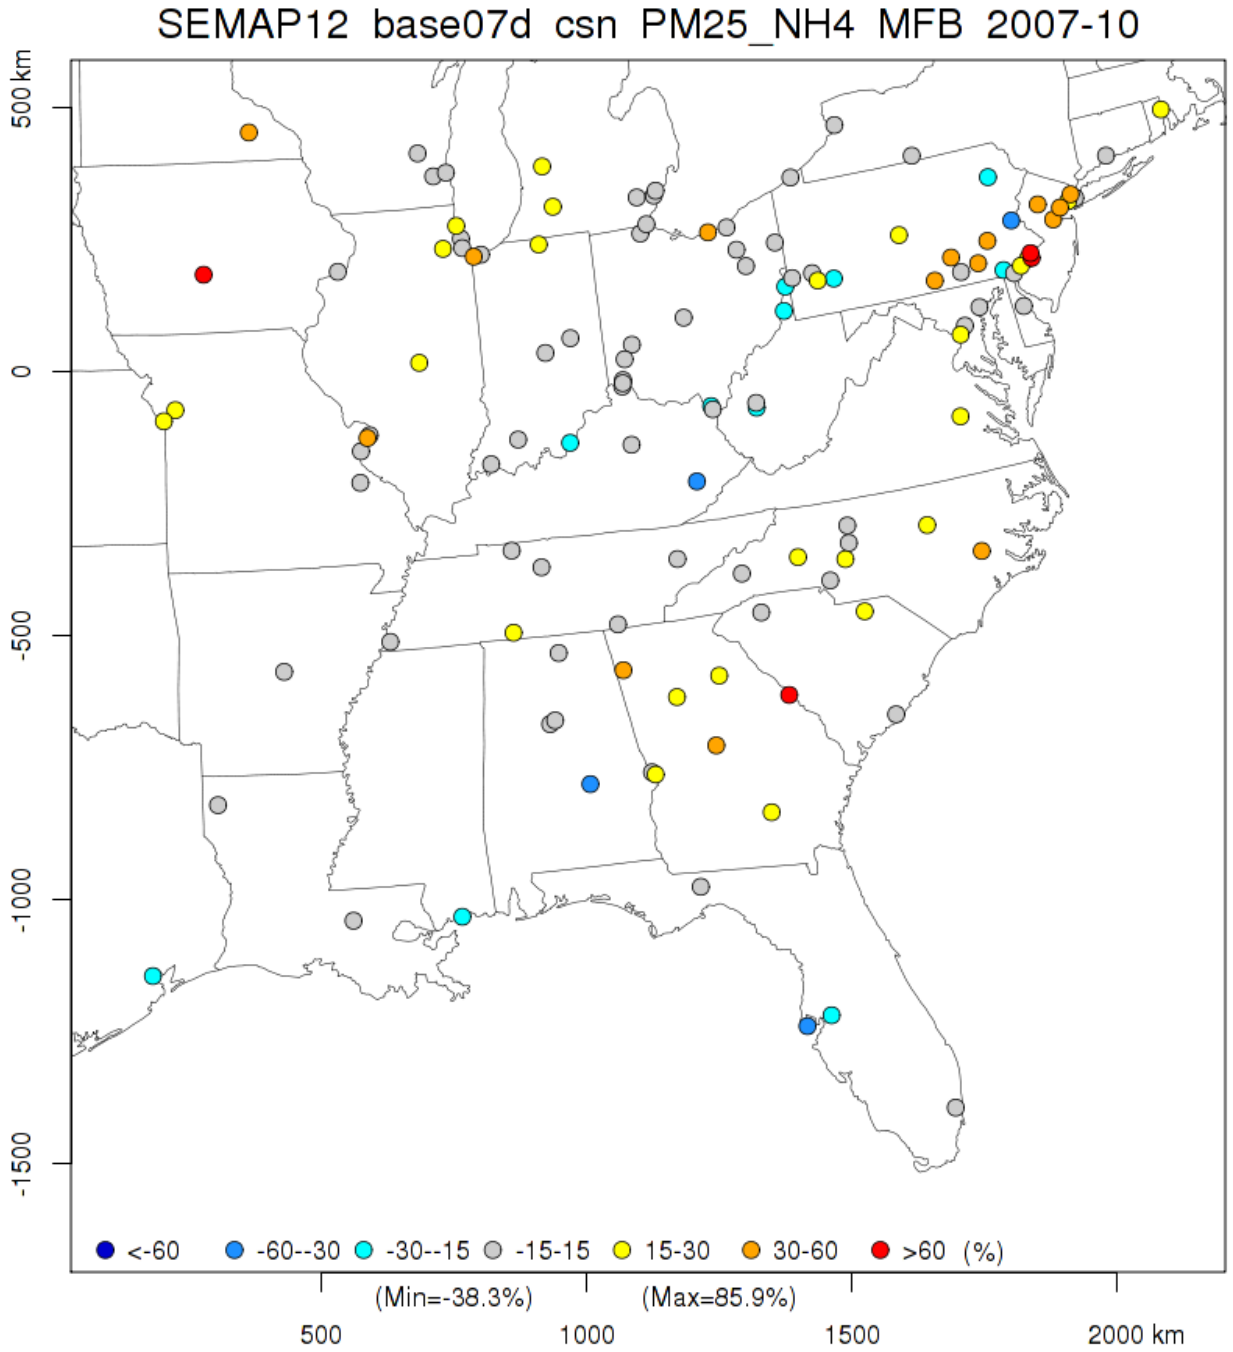 SEMAP12 base07d csn PM25_NH4 MFB 2007-10
500 km
0
-500
-1000
-1500
<-60 -60--30 -30--15 -15-15 15-30 30-60 >60 (%)
(Min=-38.3%) (Max=85.9%)
500 1000 1500 2000 km